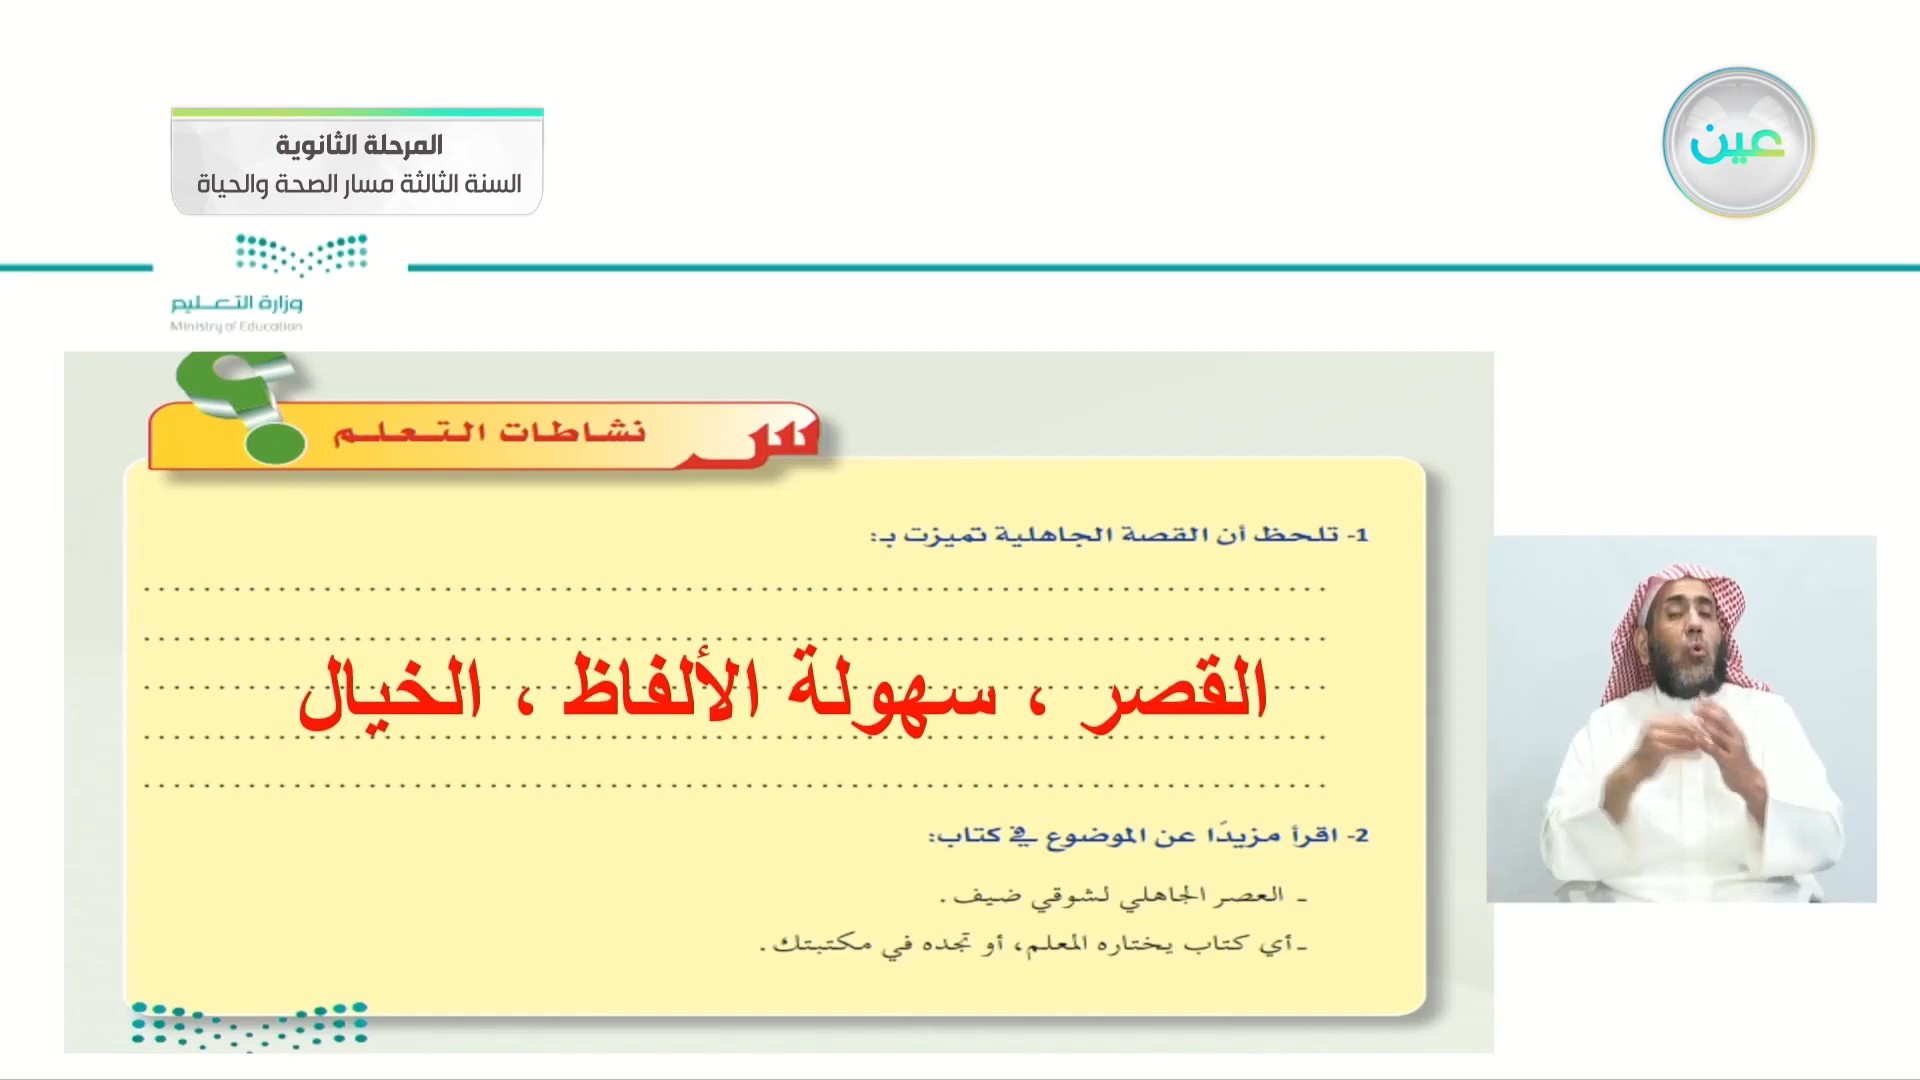 عين
المرحلة الثانوية
السنة الثالثة مسار الصحة والحياة
وزارة التعليم
Ministry of Education
س نشاطات التعلم ؟
1- تلحظ أن القصة الجاهلية تميزت بـ:
القصر ، سهولة الألفاظ ، الخيال
2- اقرأ مزيدًا عن الموضوع في كتاب:
ـ العصر الجاهلي لشوقي ضيف .
ـ أي كتاب يختاره المعلم، أو تجده في مكتبتك .